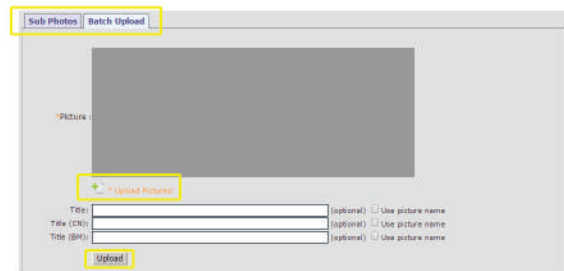 Sub Photos Batch Upload
*Picture :
* Upload Pictures!
Title: (optional) Use picture name
Title (CN): (optional) Use picture name
Title (BM): (optional) Use picture name
Upload